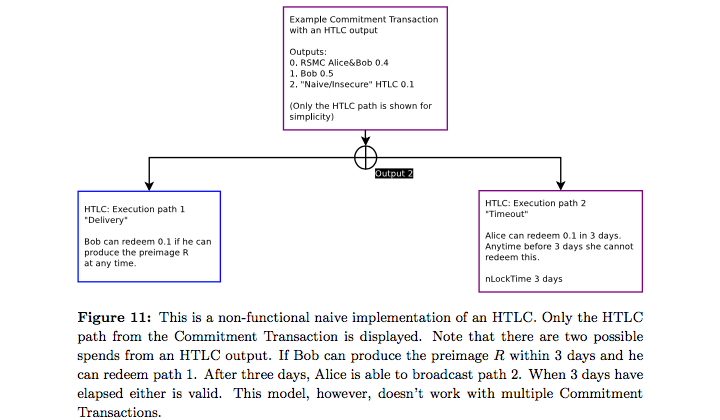 Example Commitment Transaction
with an HTLC output
Outputs:
0. RSMC Alice&Bob 0.4
1. Bob 0.5
2. "Naive/Insecure" HTLC 0.1
(Only the HTLC path is shown for
simplicity)
Output 2
HTLC: Execution path 1
"Delivery"
Bob can redeem 0.1 if he can
produce the preimage R
at any time.
HTLC: Execution path 2
"Timeout"
Alice can redeem 0.1 in 3 days.
Anytime before 3 days she cannot
redeem this.
nLockTime 3 days
Figure 11: This is a non-functional naive implementation of an HTLC. Only the HTLC
path from the Commitment Transaction is displayed. Note that there are two possible
spends from an HTLC output. If Bob can produce the preimage R within 3 days and he
can redeem path 1. After three days, Alice is able to broadcast path 2. When 3 days have
elapsed either is valid. This model, however, doesn't work with multiple Commitment
Transactions.